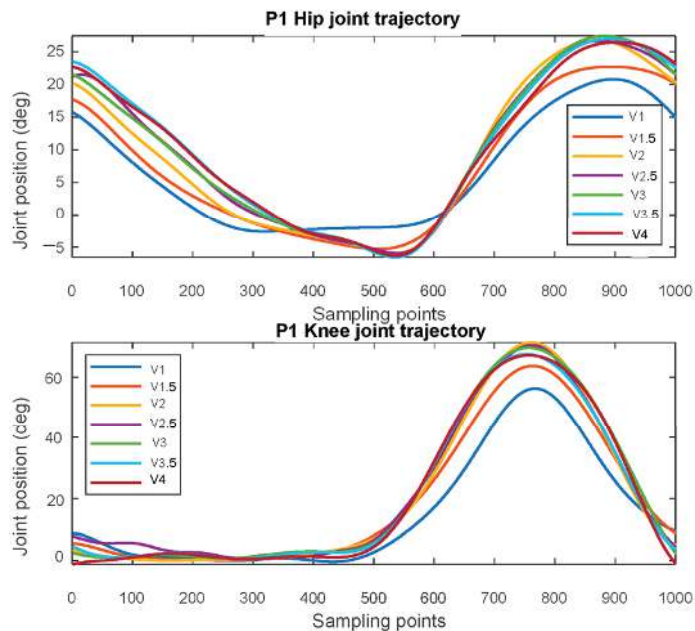 P1 Hip joint trajectory
Joint position (deg)
25
20
15
10
5
0
−5
V1
V1.5
V2
V2.5
V3
V3.5
V4
0 100 200 300 400 500 600 700 800 900 1000
Sampling points
P1 Knee joint trajectory
Joint position (ceg)
60
40
20
0
V1
V1.5
V2
V2.5
V3
V3.5
V4
0 100 200 300 400 500 600 700 800 900 1000
Sampling points